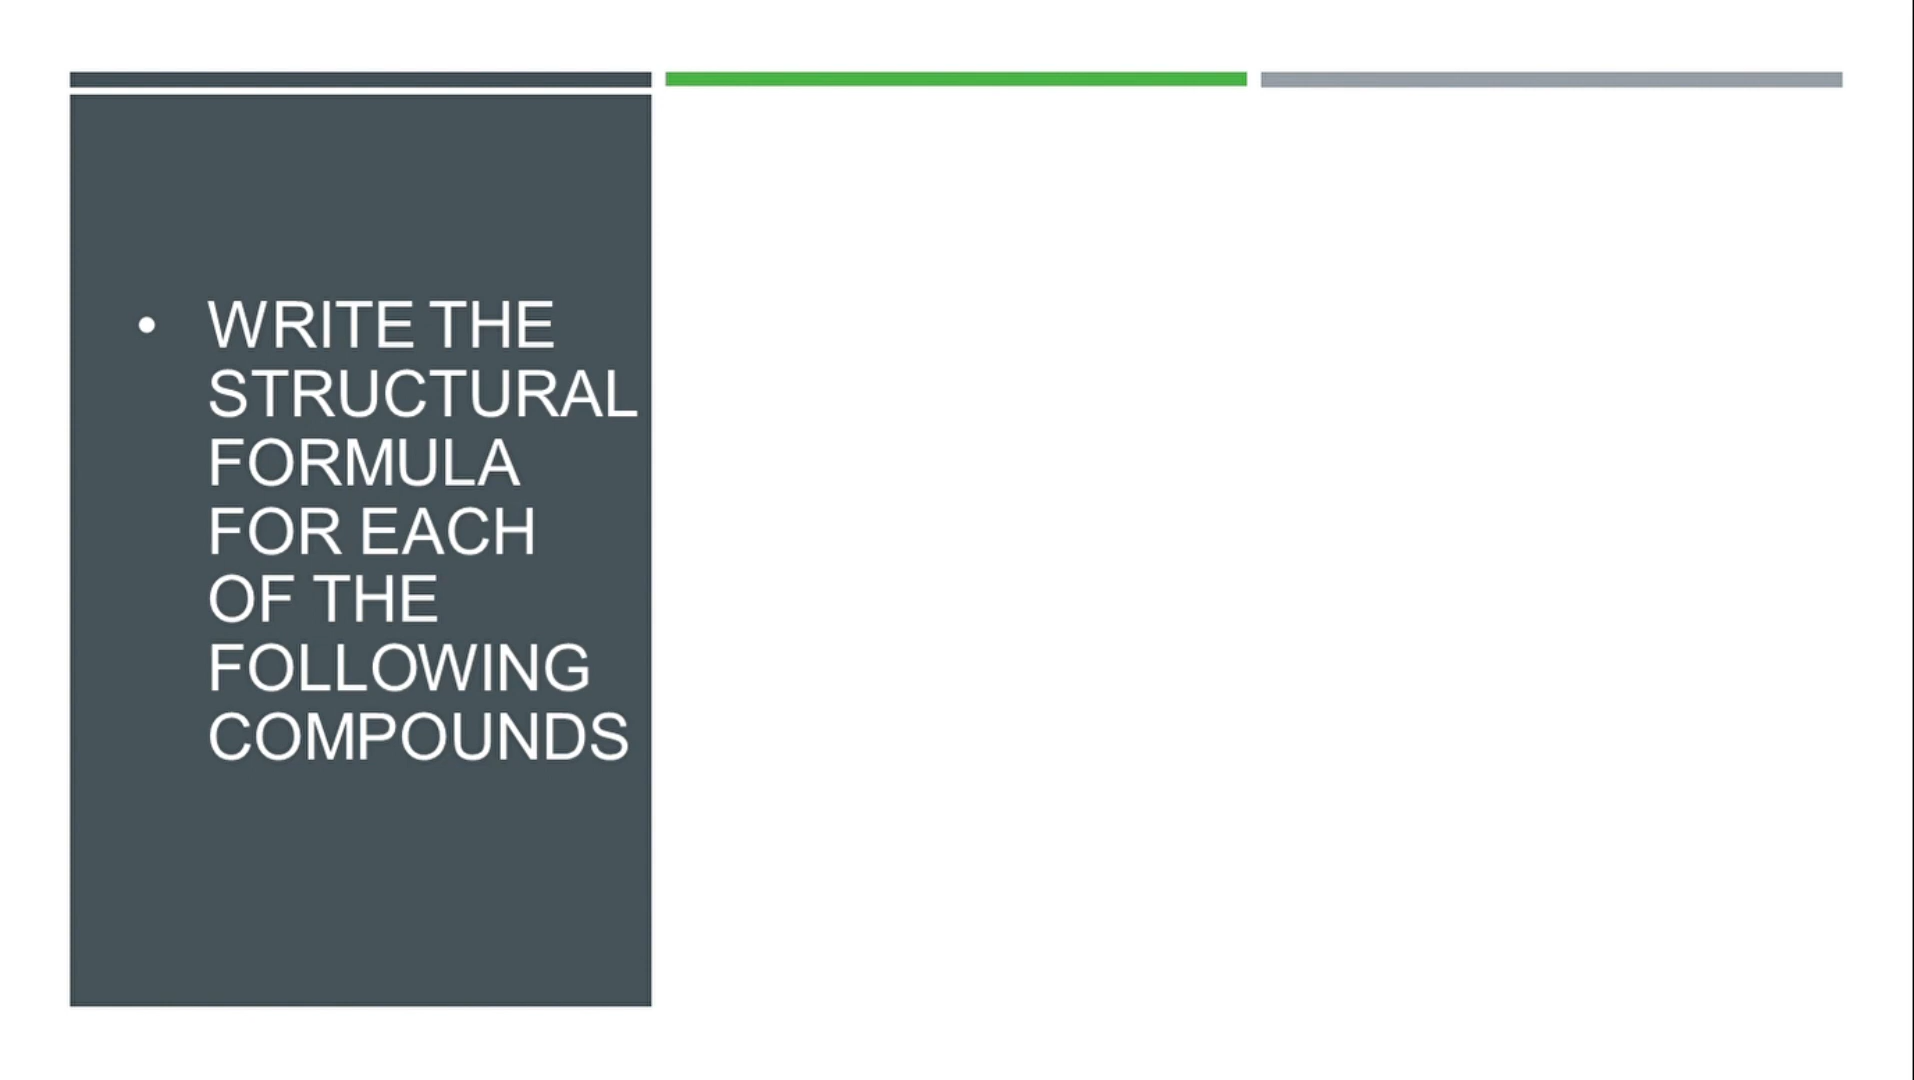 • WRITE THE
STRUCTURAL
FORMULA
FOR EACH
OF THE
FOLLOWING
COMPOUNDS